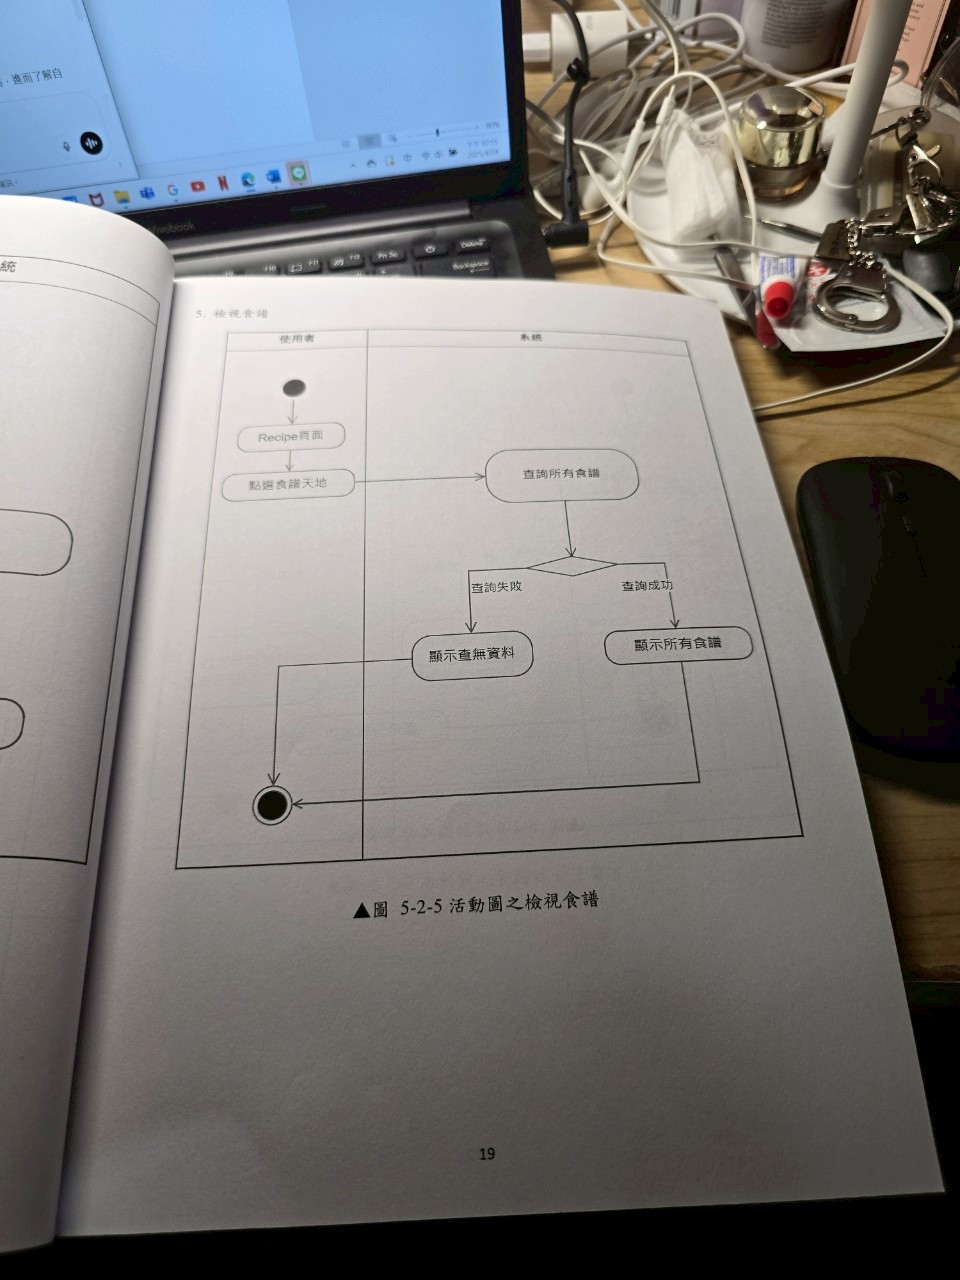 ，進而了解自
統
5. 檢視食譜
使用者
系統
Recipe頁面
點選食譜天地
查詢所有食譜
查詢失敗
查詢成功
顯示查無資料
顯示所有食譜
▲圖 5-2-5 活動圖之檢視食譜
19